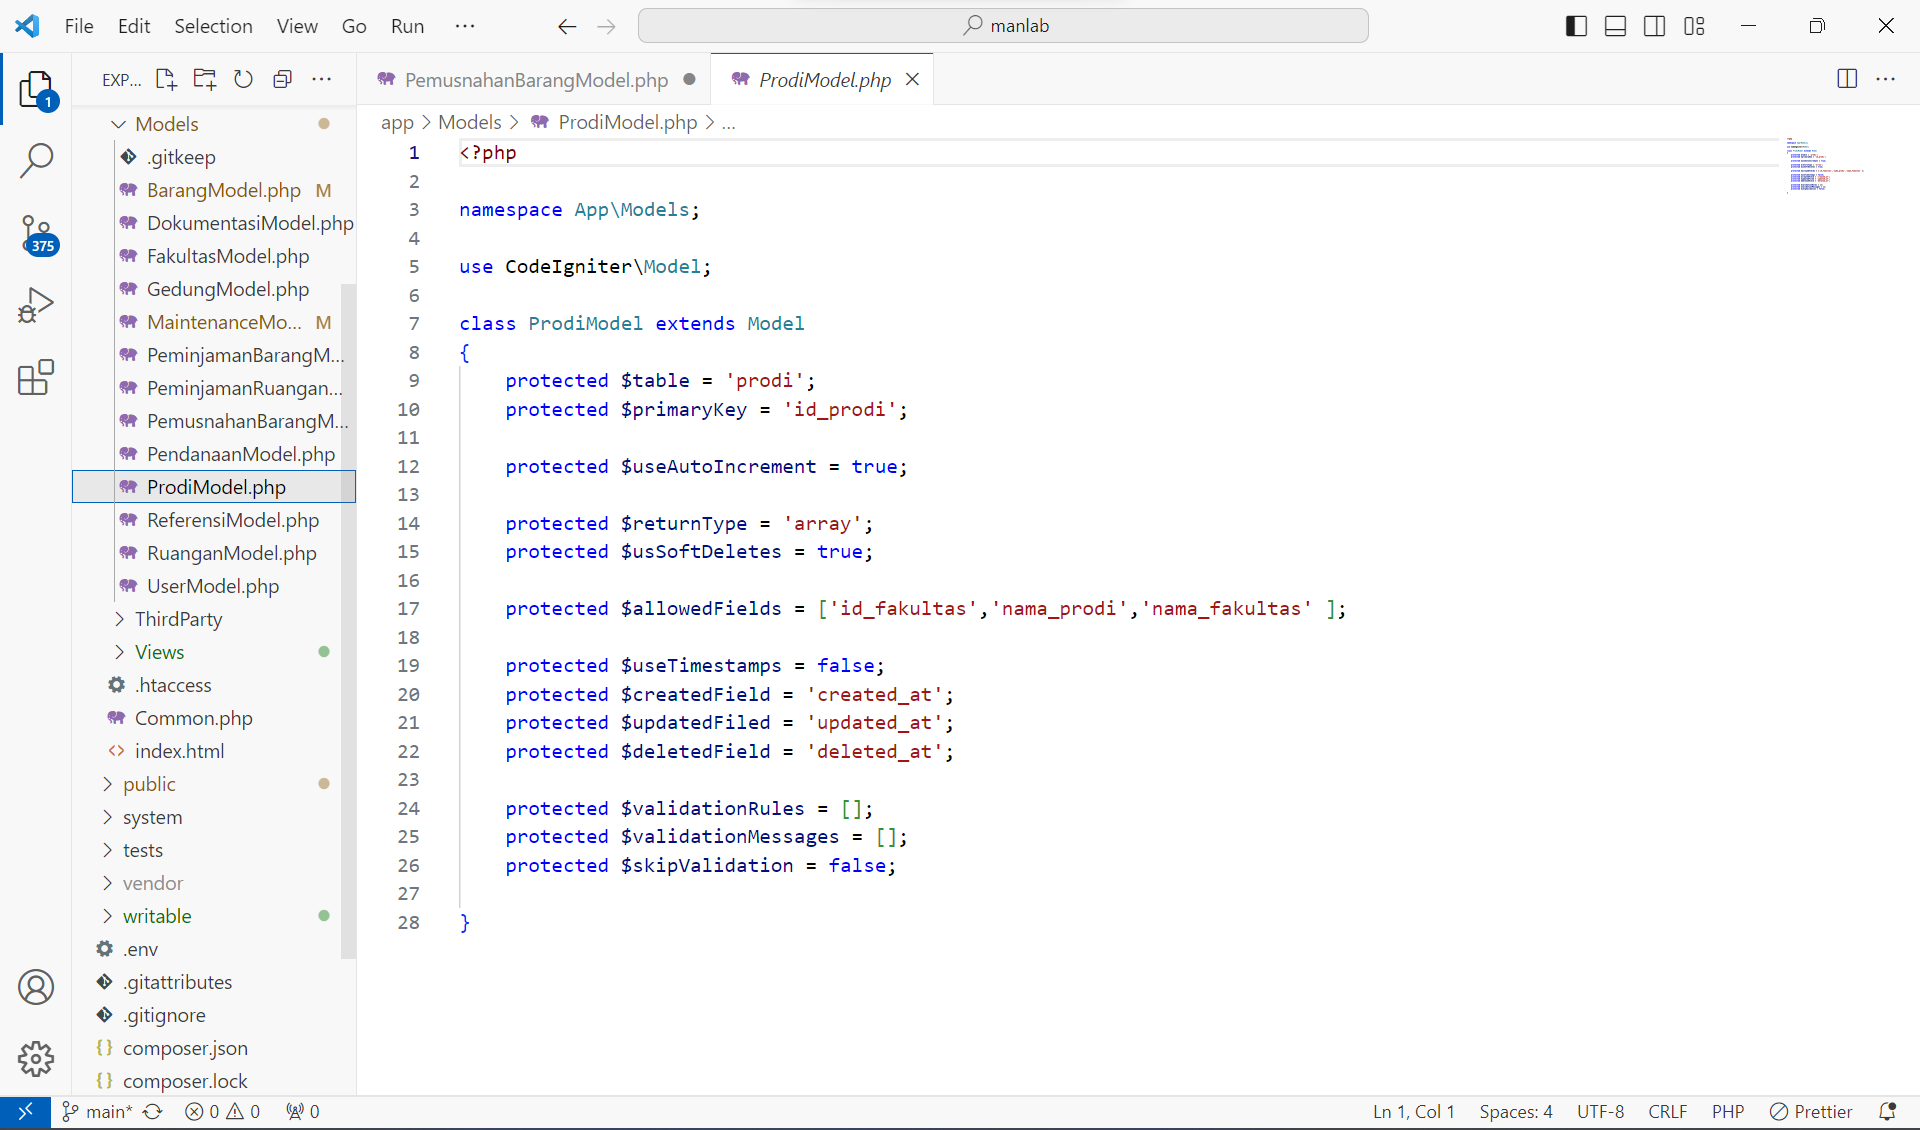 File Edit Selection View Go Run ··· manlab
EXP... ···
1
375
Models
.gitkeep
BarangModel.php M
DokumentasiModel.php
FakultasModel.php
GedungModel.php
MaintenanceMo... M
PeminjamanBarangM...
PeminjamanRuangan...
PemusnahanBarangM...
PendanaanModel.php
ProdiModel.php
ReferensiModel.php
RuanganModel.php
UserModel.php
ThirdParty
Views
.htaccess
Common.php
index.html
public
system
tests
vendor
writable
.env
.gitattributes
.gitignore
composer.json
composer.lock
PemusnahanBarangModel.php ProdiModel.php
app > Models > ProdiModel.php > ...
1 <?php
2
3 namespace App\Models;
4
5 use CodeIgniter\Model;
6
7 class ProdiModel extends Model
8 {
9 protected $table = 'prodi';
10 protected $primaryKey = 'id_prodi';
11
12 protected $useAutoIncrement = true;
13
14 protected $returnType = 'array';
15 protected $usSoftDeletes = true;
16
17 protected $allowedFields = ['id_fakultas','nama_prodi','nama_fakultas' ];
18
19 protected $useTimestamps = false;
20 protected $createdField = 'created_at';
21 protected $updatedFiled = 'updated_at';
22 protected $deletedField = 'deleted_at';
23
24 protected $validationRules = [];
25 protected $validationMessages = [];
26 protected $skipValidation = false;
27
28 }
main* 0 0 0 Ln 1, Col 1 Spaces: 4 UTF-8 CRLF PHP Prettier